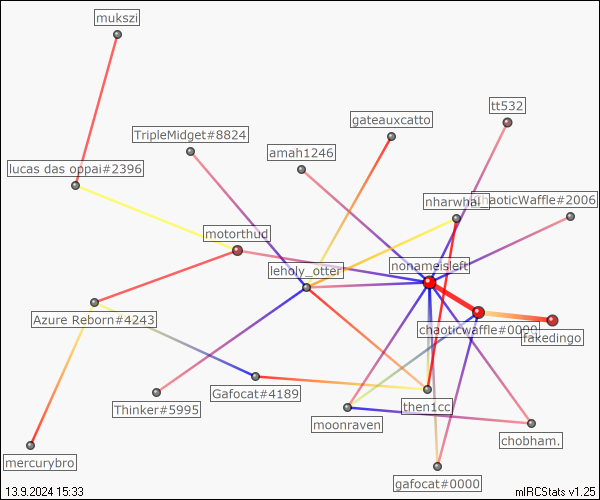 mukszi
tt532
gateauxcatto
TripleMidget#8824
amah1246
lucas das oppai#2396
nharwhal_
ChaoticWaffle#2006
motorthud
leholy_otter
nonameisleft
Azure Reborn#4243
chaoticwaffle#0000
fakedingo
Gafocat#4189
Thinker#5995
then1cc
moonraven
chobham.
mercurybro
gafocat#0000
13.9.2024 15:33
mIRCStats v1.25